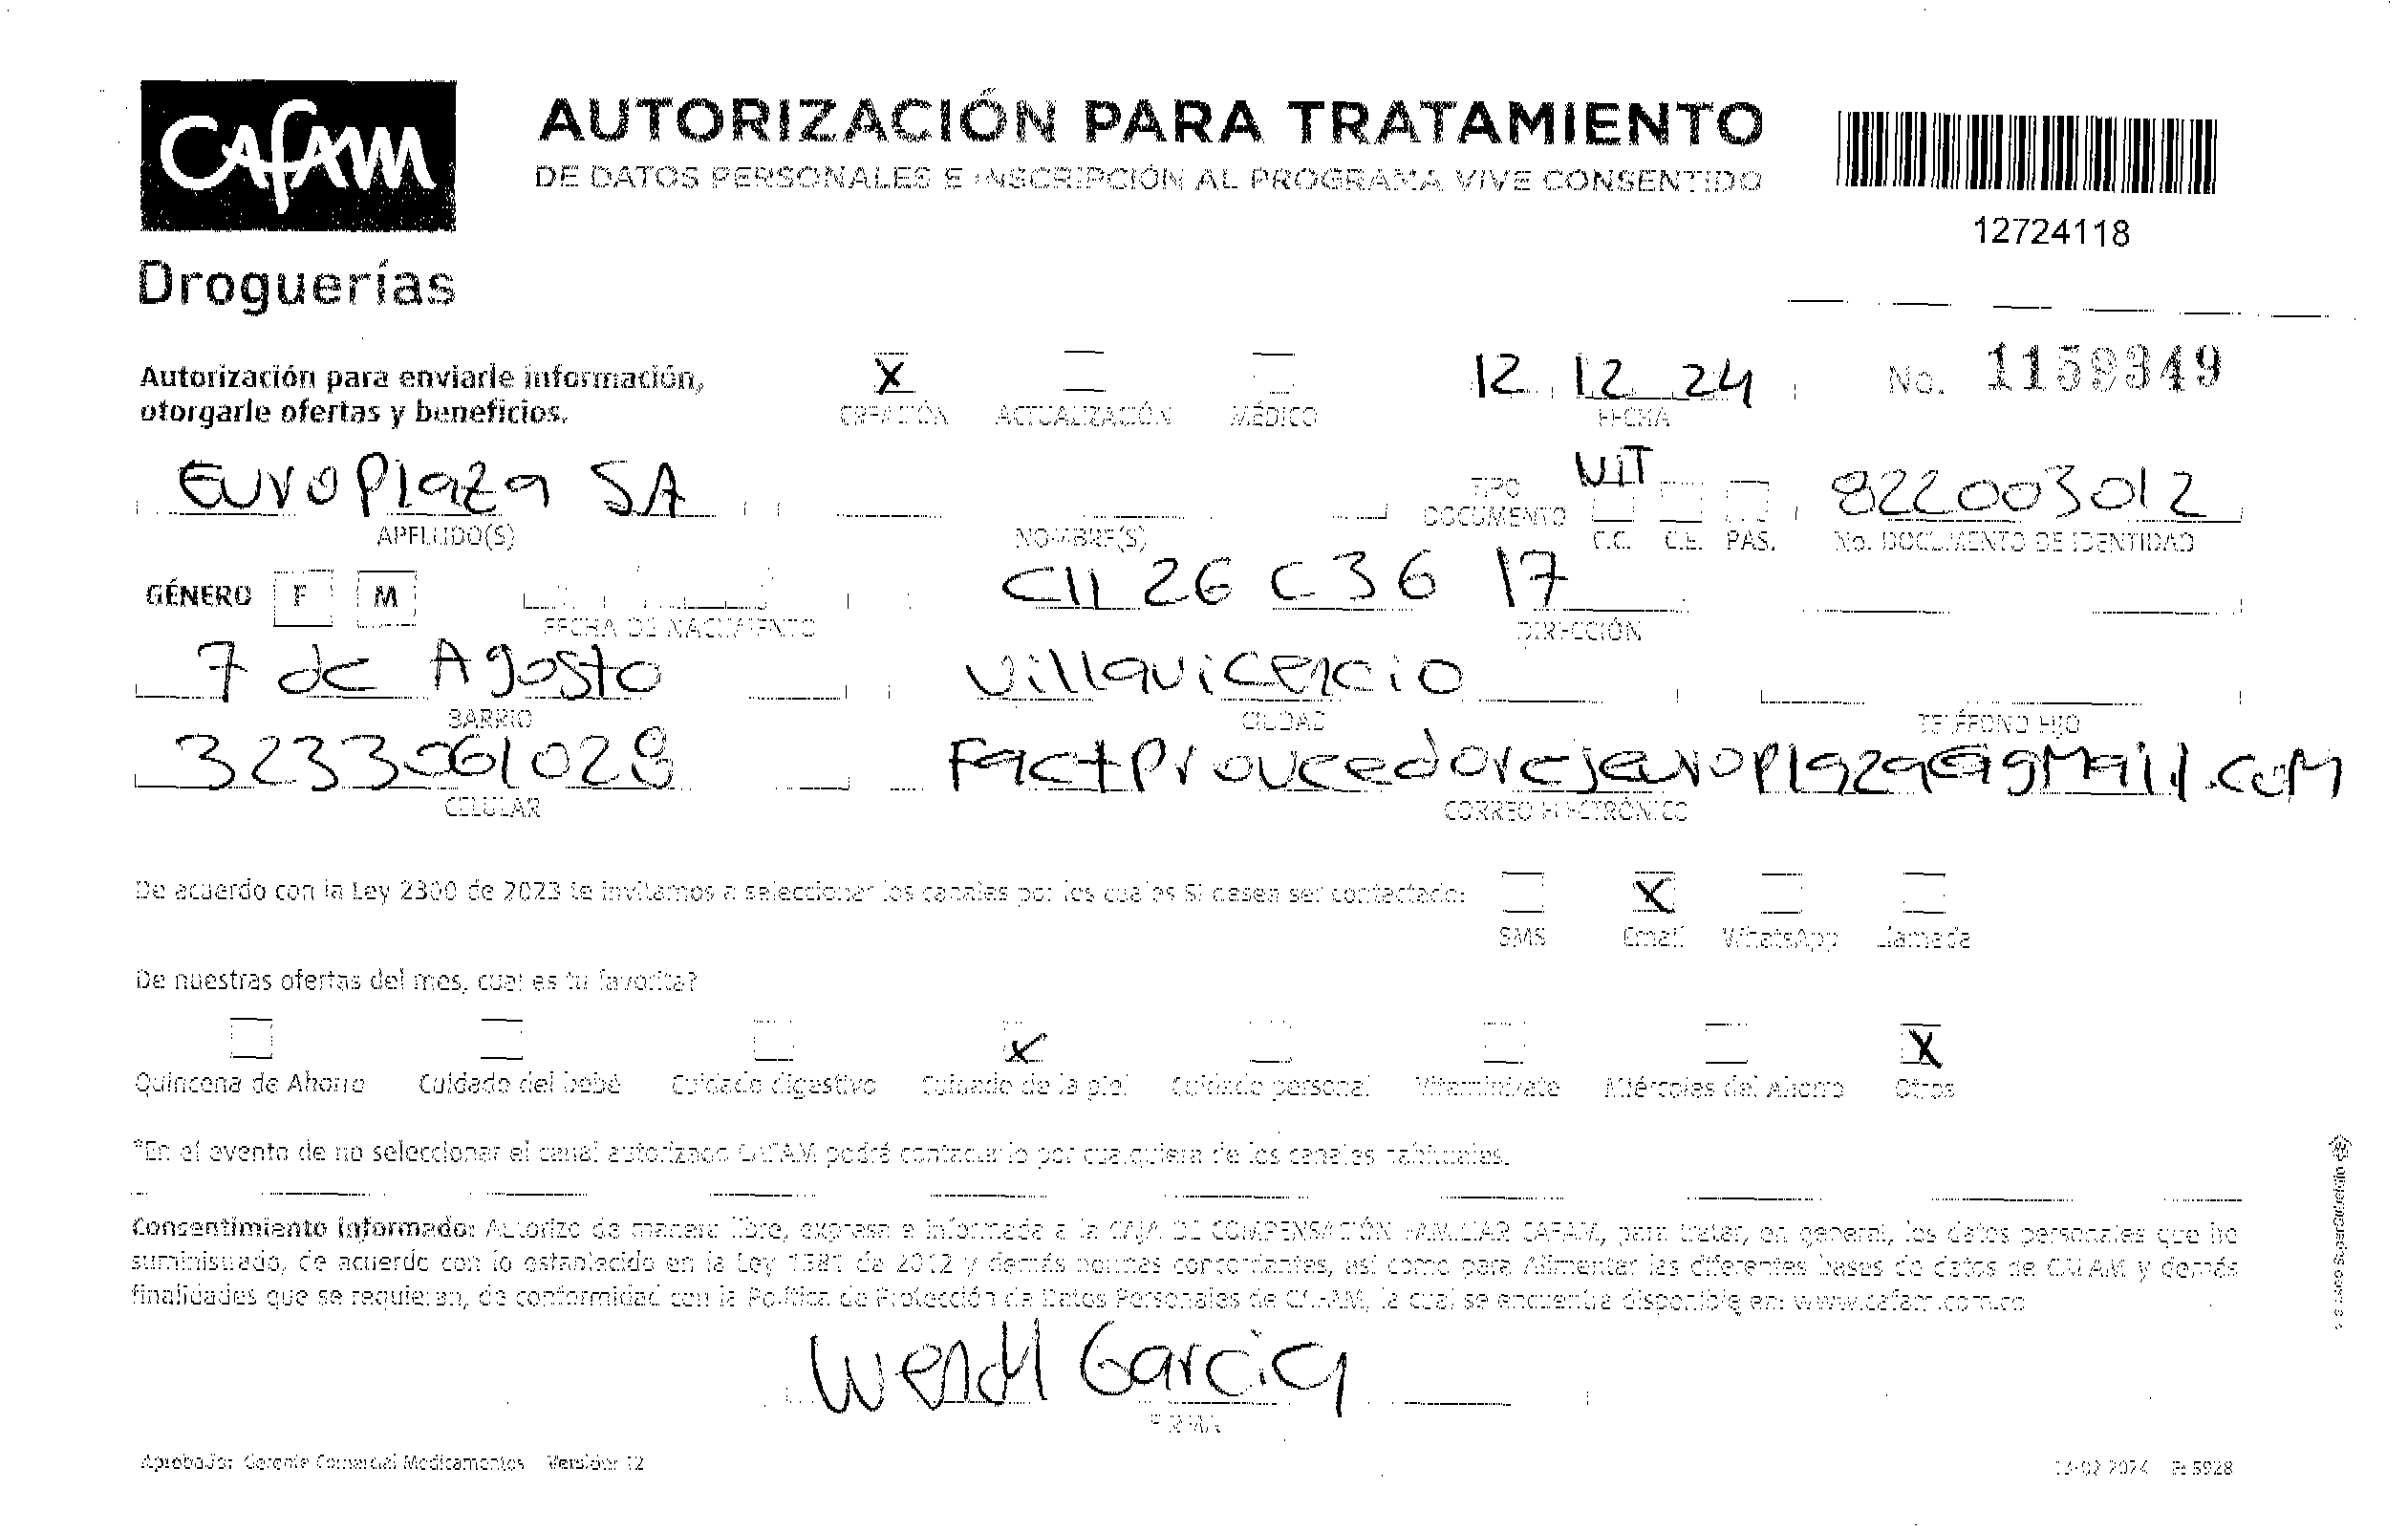 CAFAM
Droguerías
AUTORIZACIÓN PARA TRATAMIENTO
DE DATOS PERSONALES E INSCRIPCIÓN AL PROGRAMA VIVE CONSENTIDO
12724118
Autorización para enviarle información,
otorgarle ofertas y beneficios.
X
CREACIÓN ACTUALIZACIÓN MÉDICO
12 12 24
FECHA
No. 1159349
EuroPlaza SA
APELLIDO(S)
NOMBRE(S)
TIPO
DOCUMENTO
NIT
C.C. C.E. PAS.
822003012
No. DOCUMENTO DE IDENTIDAD
GÉNERO F M
FECHA DE NACIMIENTO
Cll 26 C 36 17
DIRECCIÓN
7 de Agosto
BARRIO
Villavicencio
CIUDAD
TELÉFONO FIJO
3233061028
CELULAR
CORREO ELECTRÓNICO
De acuerdo con la Ley 2300 de 2023 te invitamos a seleccionar los canales por los cuales SI desea ser contactado:
X
SMS Email WhatsApp Llamada
De nuestras ofertas del mes, cual es tu favorita?
X X
Quincena de Ahorro Cuidado del bebé Cuidado digestivo Cuidado de la piel Cuidado personal Vitaminízate Miércoles del Ahorro Otros
*En el evento de no seleccionar el canal autorizado CAFAM podrá contactarlo por cualquiera de los canales habituales.
Consentimiento informado: Autorizo de manera libre, expresa e informada a la CAJA DE COMPENSACIÓN FAMILIAR CAFAM, para tratar, en general, los datos personales que he
suministrado, de acuerdo con lo establecido en la Ley 1581 de 2012 y demás normas concordantes, así como para Alimentar las diferentes bases de datos de CAFAM y demás
finalidades que se requieran, de conformidad con la Política de Protección de Datos Personales de CAFAM, la cual se encuentra disponible en: www.cafam.com.co
Garcia
FIRMA
Aprobado: Gerente Comercial Medicamentos Versión: 12